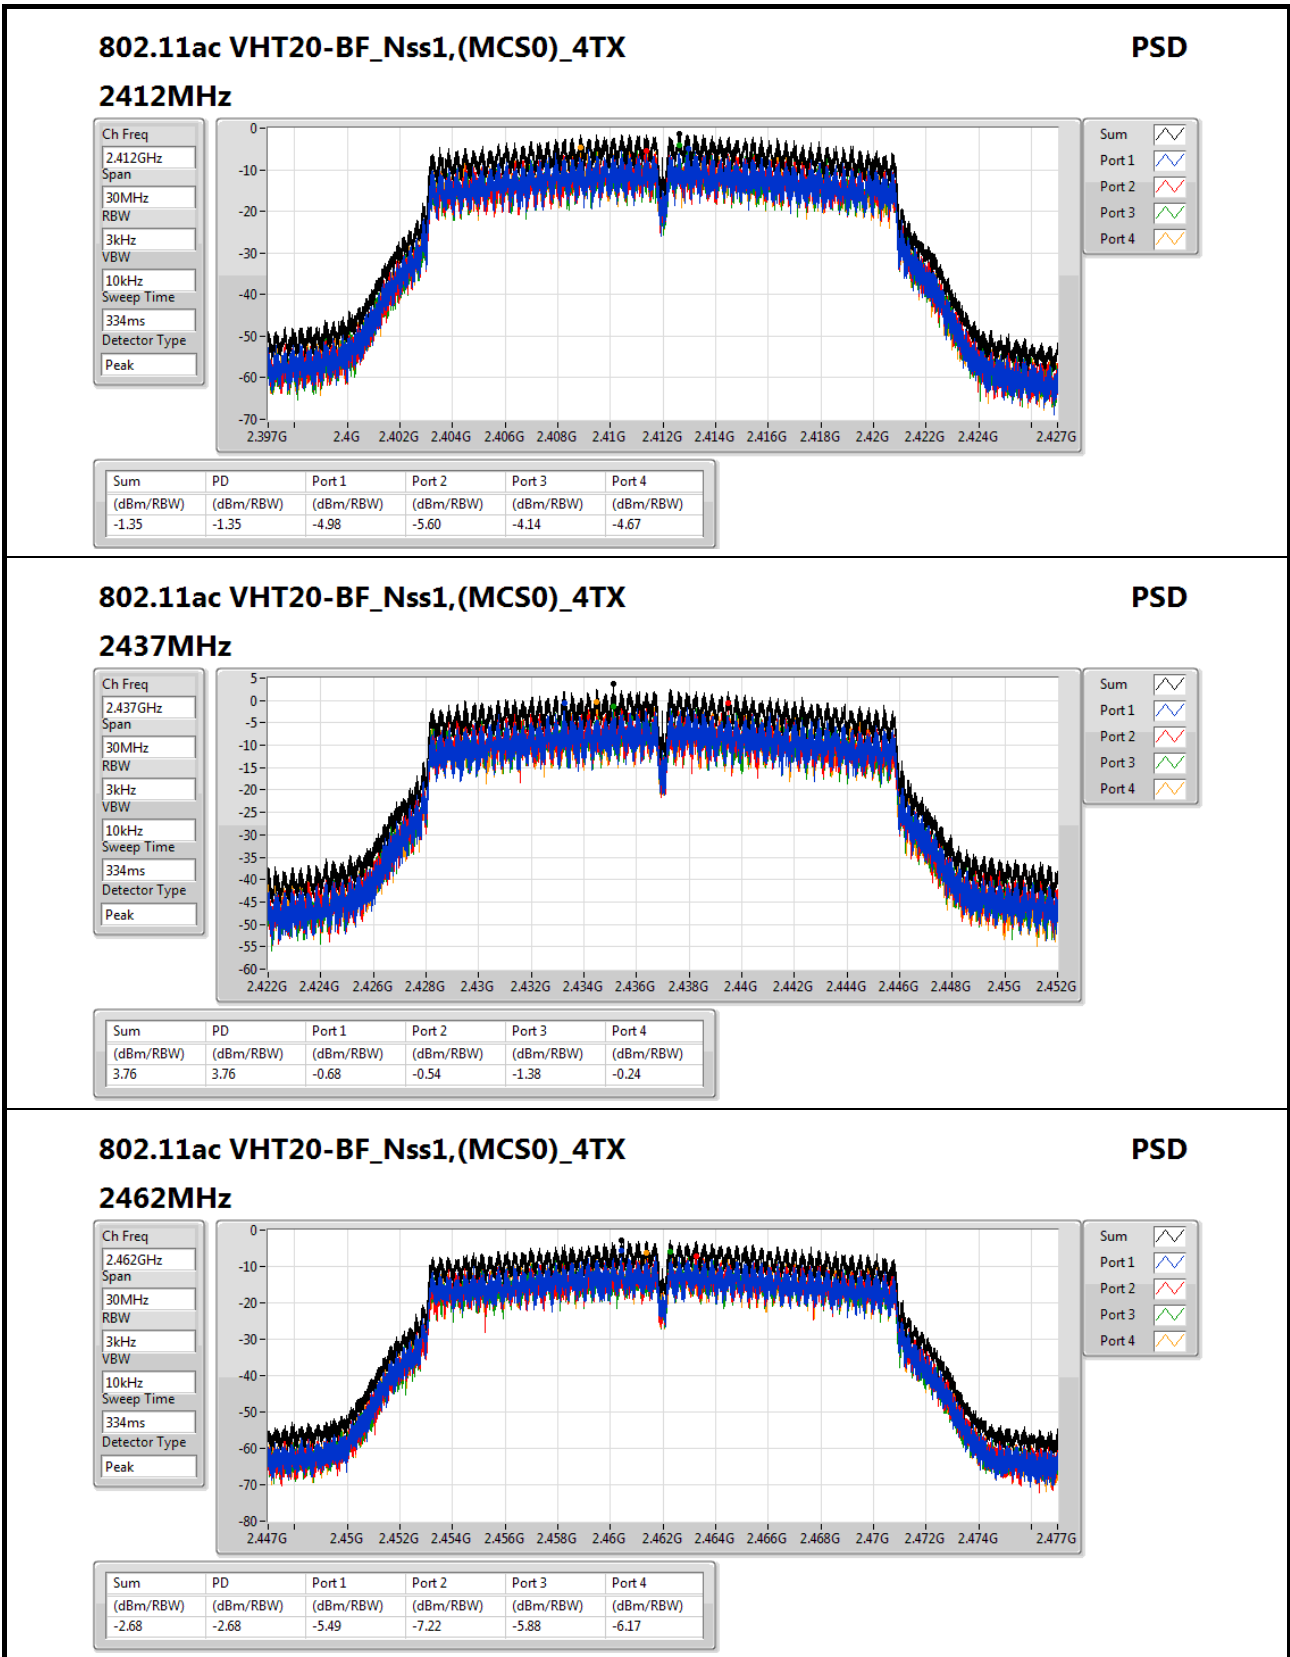 802.11ac VHT20-BF_Nss1,(MCS0)_4TX PSD
2412MHz
Ch Freq
2.412GHz
Span
30MHz
RBW
3kHz
VBW
10kHz
Sweep Time
334ms
Detector Type
Peak
0
-10
-20
-30
-40
-50
-60
-70
2.397G 2.4G 2.402G 2.404G 2.406G 2.408G 2.41G 2.412G 2.414G 2.416G 2.418G 2.42G 2.422G 2.424G 2.427G
Sum
Port 1
Port 2
Port 3
Port 4
Sum PD Port 1 Port 2 Port 3 Port 4
(dBm/RBW) (dBm/RBW) (dBm/RBW) (dBm/RBW) (dBm/RBW) (dBm/RBW)
-1.35 -1.35 -4.98 -5.60 -4.14 -4.67
802.11ac VHT20-BF_Nss1,(MCS0)_4TX PSD
2437MHz
Ch Freq
2.437GHz
Span
30MHz
RBW
3kHz
VBW
10kHz
Sweep Time
334ms
Detector Type
Peak
5
0
-5
-10
-15
-20
-25
-30
-35
-40
-45
-50
-55
-60
2.422G 2.424G 2.426G 2.428G 2.43G 2.432G 2.434G 2.436G 2.438G 2.44G 2.442G 2.444G 2.446G 2.448G 2.45G 2.452G
Sum
Port 1
Port 2
Port 3
Port 4
Sum PD Port 1 Port 2 Port 3 Port 4
(dBm/RBW) (dBm/RBW) (dBm/RBW) (dBm/RBW) (dBm/RBW) (dBm/RBW)
3.76 3.76 -0.68 -0.54 -1.38 -0.24
802.11ac VHT20-BF_Nss1,(MCS0)_4TX PSD
2462MHz
Ch Freq
2.462GHz
Span
30MHz
RBW
3kHz
VBW
10kHz
Sweep Time
334ms
Detector Type
Peak
0
-10
-20
-30
-40
-50
-60
-70
-80
2.447G 2.45G 2.452G 2.454G 2.456G 2.458G 2.46G 2.462G 2.464G 2.466G 2.468G 2.47G 2.472G 2.474G 2.477G
Sum
Port 1
Port 2
Port 3
Port 4
Sum PD Port 1 Port 2 Port 3 Port 4
(dBm/RBW) (dBm/RBW) (dBm/RBW) (dBm/RBW) (dBm/RBW) (dBm/RBW)
-2.68 -2.68 -5.49 -7.22 -5.88 -6.17